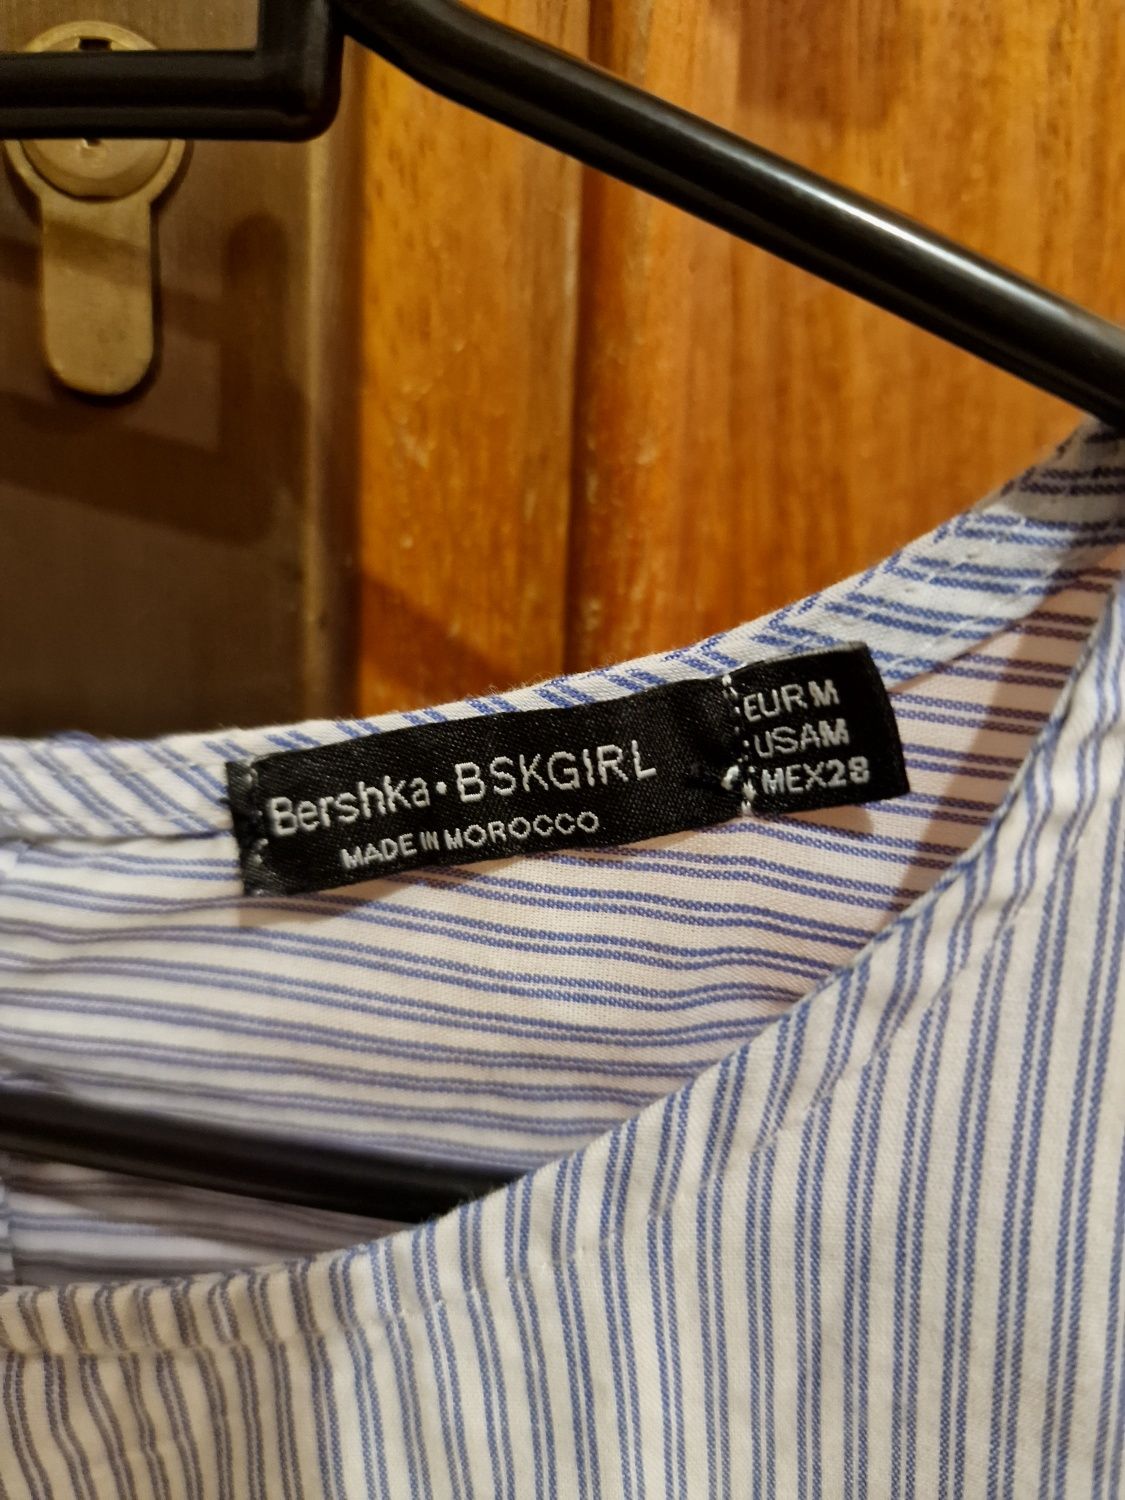 Bershka • BSKGIRL
MADE IN MOROCCO
EUR M
USA M
MEX 28